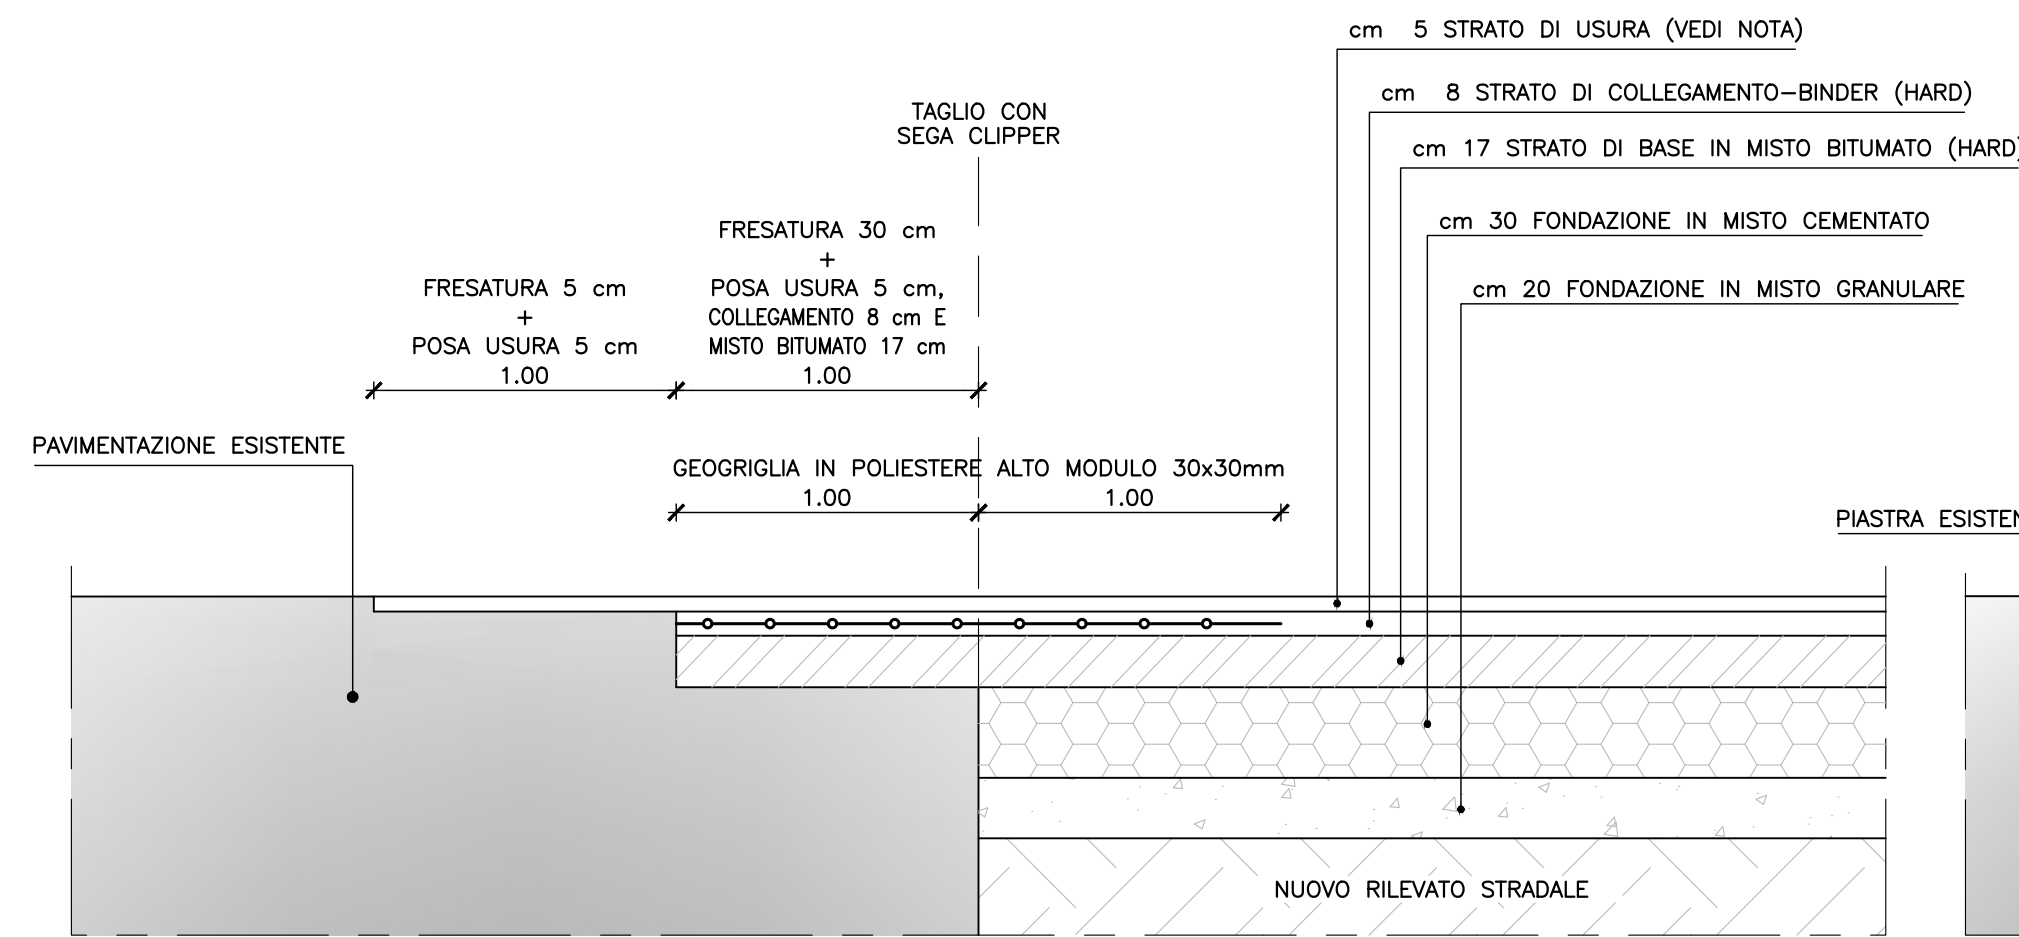 cm 5 STRATO DI USURA (VEDI NOTA)
cm 8 STRATO DI COLLEGAMENTO-BINDER (HARD)
cm 17 STRATO DI BASE IN MISTO BITUMATO (HARD)
cm 30 FONDAZIONE IN MISTO CEMENTATO
cm 20 FONDAZIONE IN MISTO GRANULARE
TAGLIO CON
SEGA CLIPPER
FRESATURA 30 cm
+
POSA USURA 5 cm,
COLLEGAMENTO 8 cm E
MISTO BITUMATO 17 cm
1.00
FRESATURA 5 cm
+
POSA USURA 5 cm
1.00
PAVIMENTAZIONE ESISTENTE
GEOGRIGLIA IN POLIESTERE ALTO MODULO 30x30mm
1.00 1.00
PIASTRA
NUOVO RILEVATO STRADALE